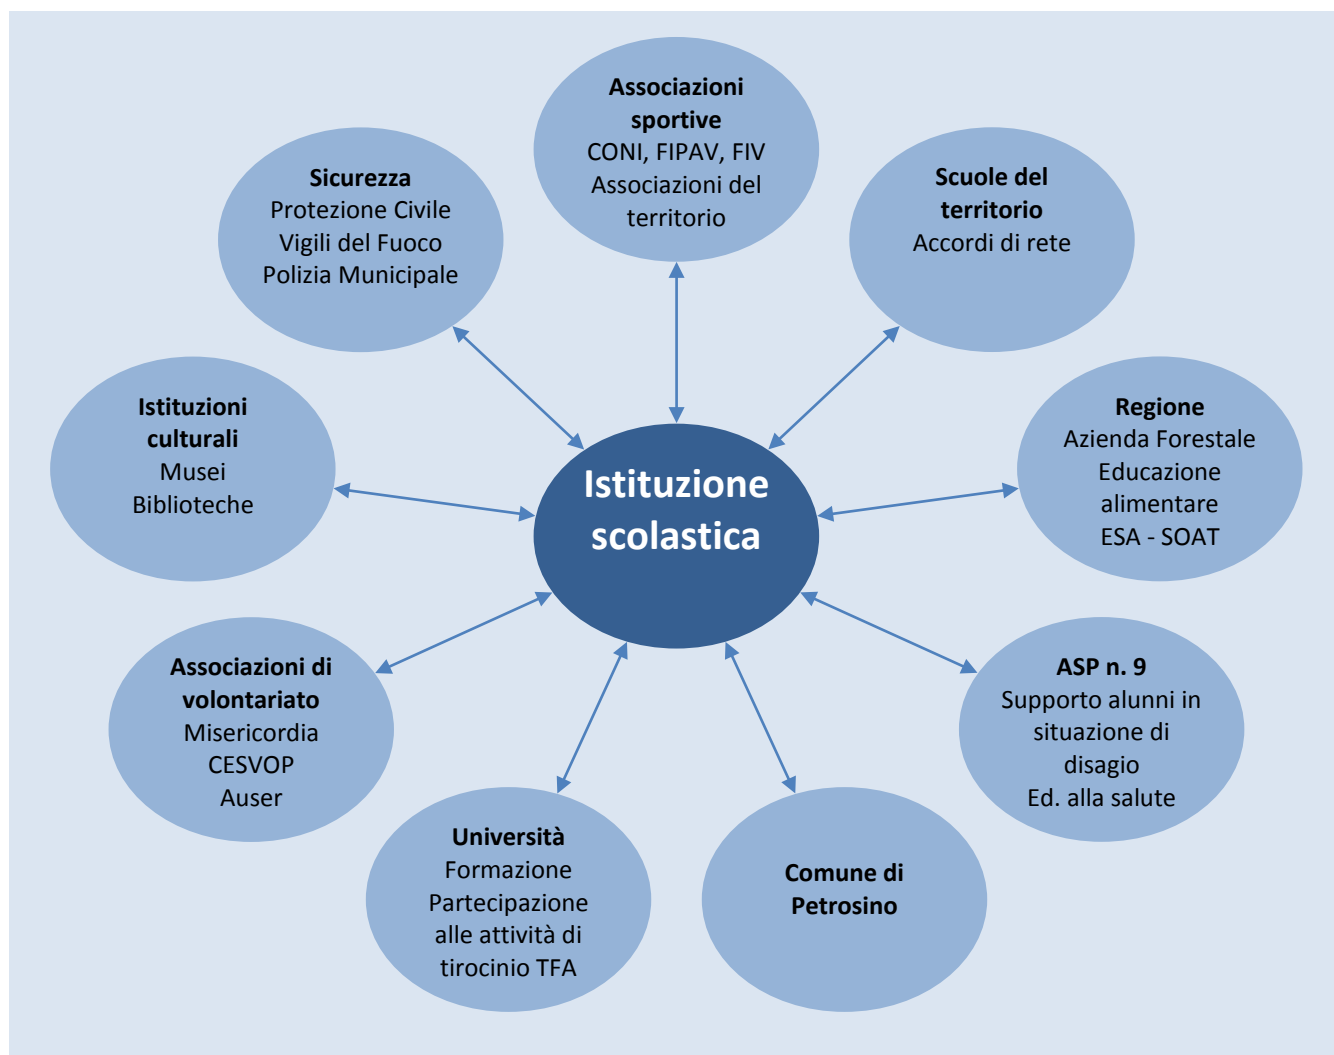 Associazioni
sportive
CONI, FIPAV, FIV
Associazioni del
territorio
Sicurezza
Protezione Civile
Vigili del Fuoco
Polizia Municipale
Scuole del
territorio
Accordi di rete
Istituzioni
culturali
Musei
Biblioteche
Regione
Azienda Forestale
Educazione
alimentare
ESA - SOAT
Istituzione
scolastica
Associazioni di
volontariato
Misericordia
CESVOP
Auser
ASP n. 9
Supporto alunni in
situazione di
disagio
Ed. alla salute
Università
Formazione
Partecipazione
alle attività di
tirocinio TFA
Comune di
Petrosino